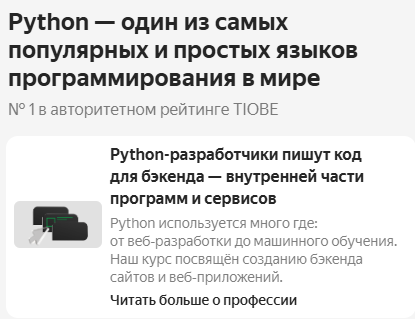 Python — один из самых
популярных и простых языков
программирования в мире
№ 1 в авторитетном рейтинге TIOBE
Python-разработчики пишут код
для бэкенда — внутренней части
программ и сервисов
Python используется много где:
от веб-разработки до машинного обучения.
Наш курс посвящён созданию бэкенда
сайтов и веб-приложений.
Читать больше о профессии